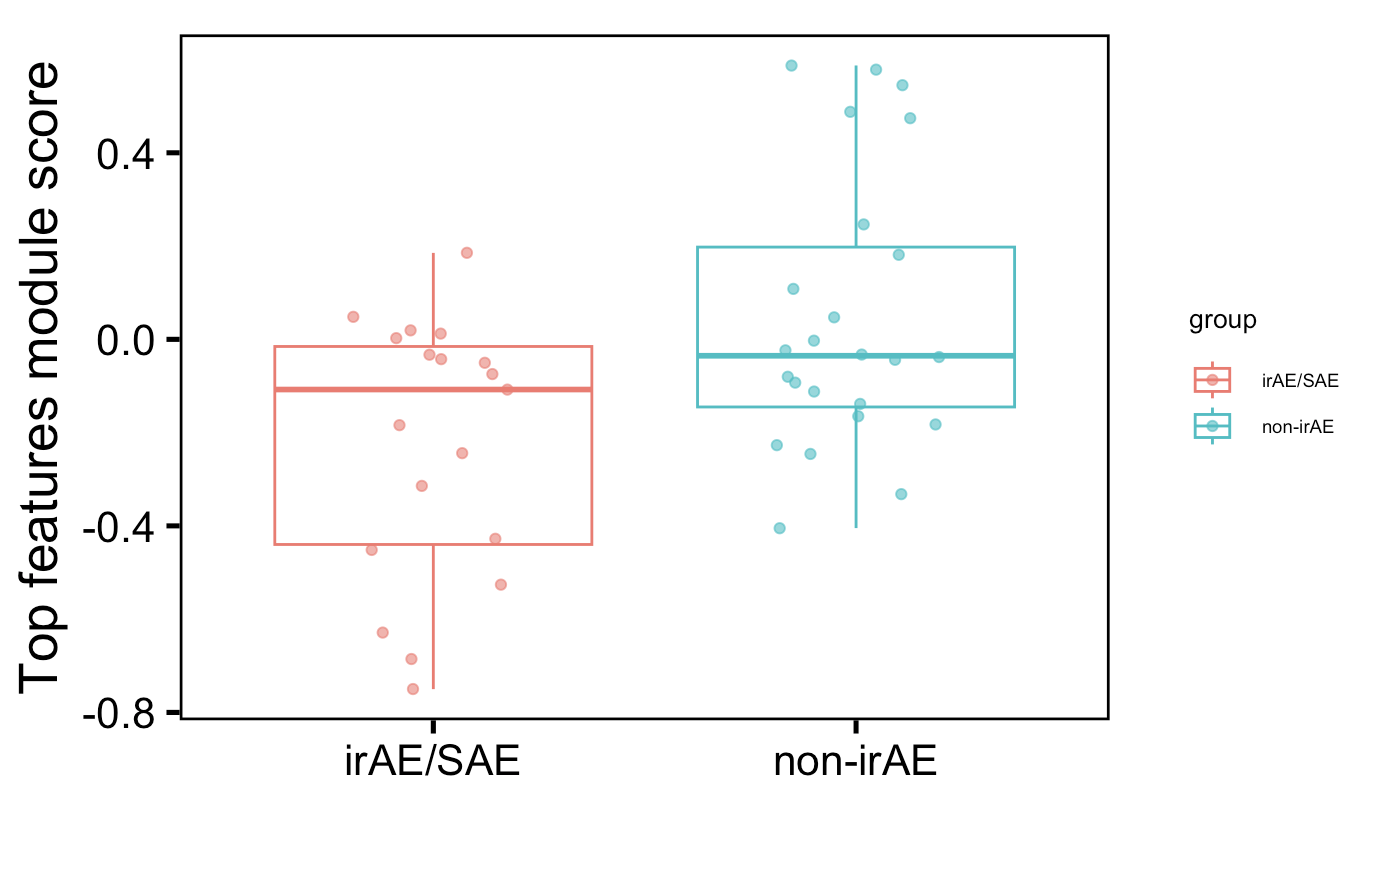 Top features module score
0.4
0.0
-0.4
-0.8
irAE/SAE
non-irAE
group
irAE/SAE
non-irAE